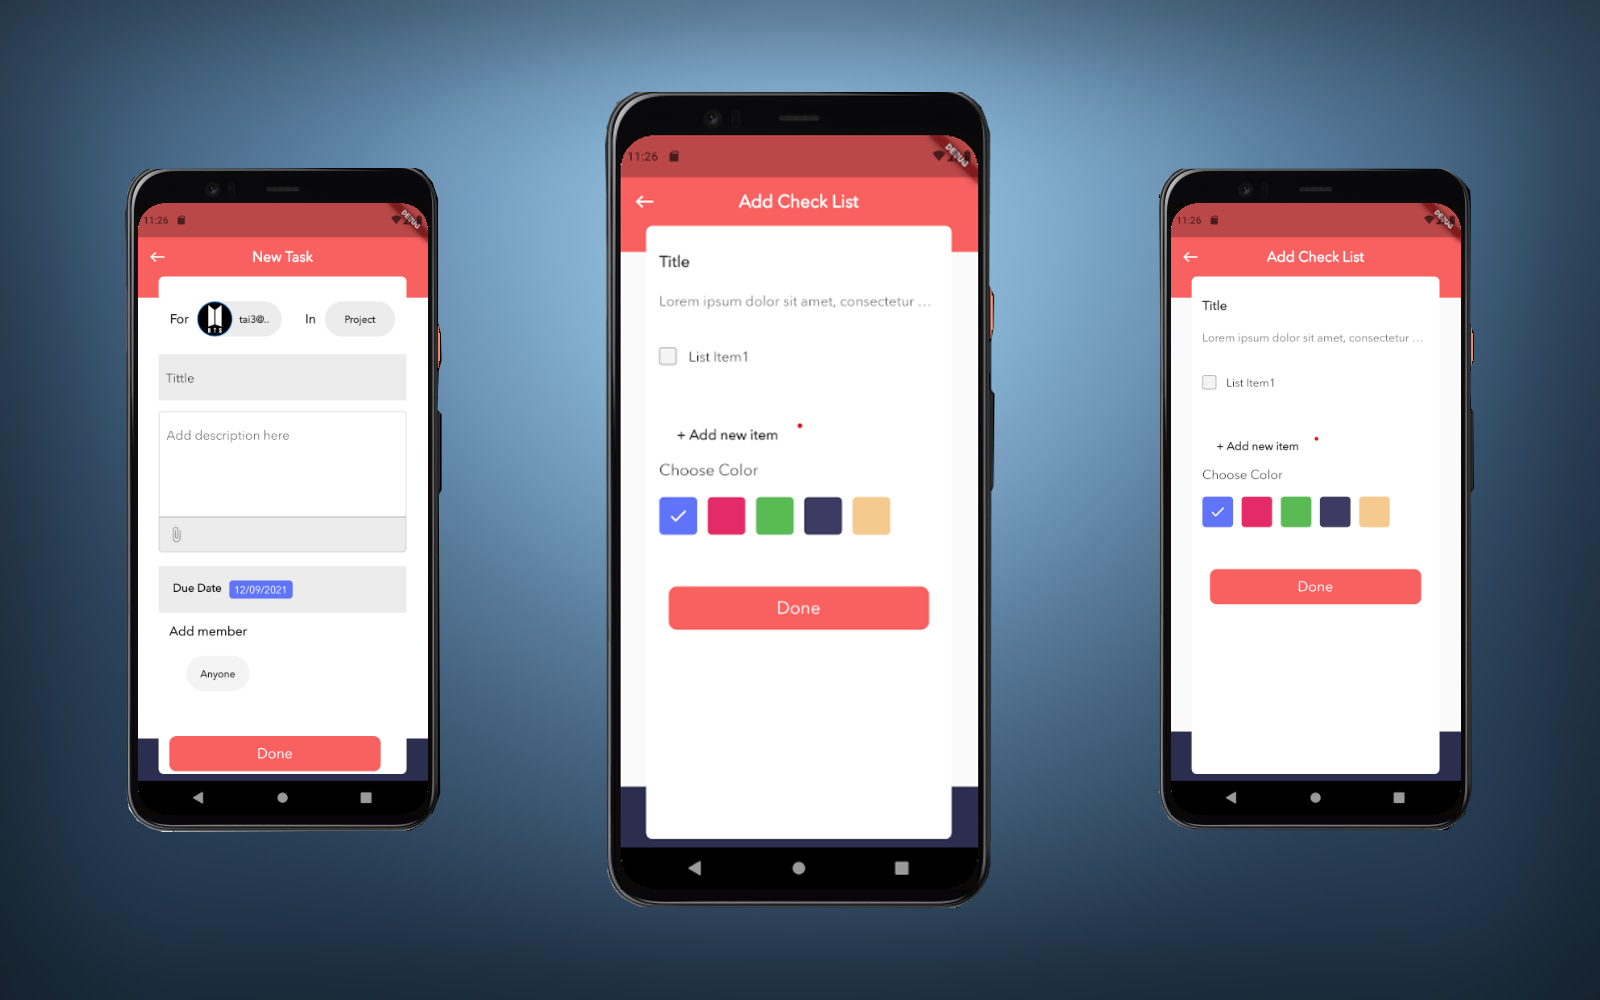 11:26
DEBUG
New Task
For
BTS
tai3@..
In
Project
Tittle
Add description here
Due Date 12/09/2021
Add member
Anyone
Done
11:26
DEBUG
Add Check List
Title
Lorem ipsum dolor sit amet, consectetur ...
List Item1
+ Add new item
Choose Color
Done
11:26
DEBUG
Add Check List
Title
Lorem ipsum dolor sit amet, consectetur ...
List Item1
+ Add new item
Choose Color
Done